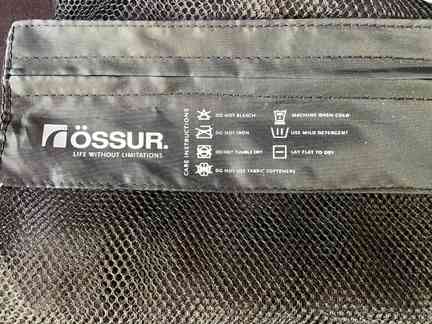 ÖSSUR.
LIFE WITHOUT LIMITATIONS
CARE INSTRUCTIONS
DO NOT BLEACH
DO NOT IRON
DO NOT TUMBLE DRY
DO NOT USE FABRIC SOFTENERS
MACHINE WASH COLD
USE MILD DETERGENT
LAY FLAT TO DRY